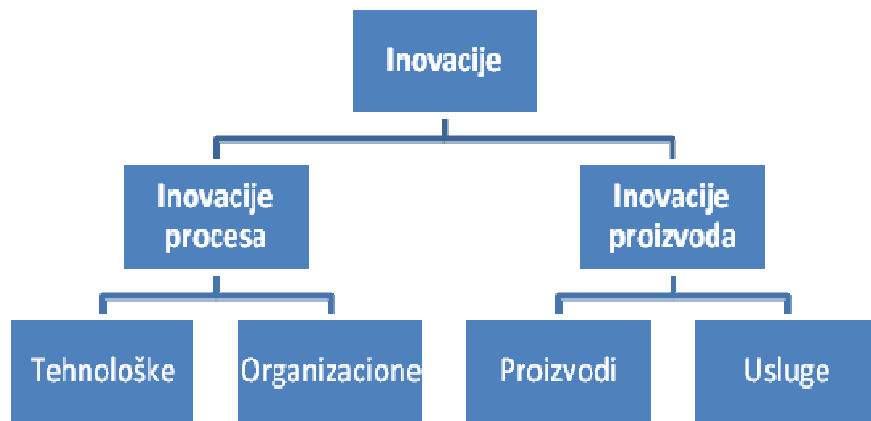 Inovacije
Inovacije
procesa
Inovacije
proizvoda
Tehnološke
Organizacione
Proizvodi
Usluge